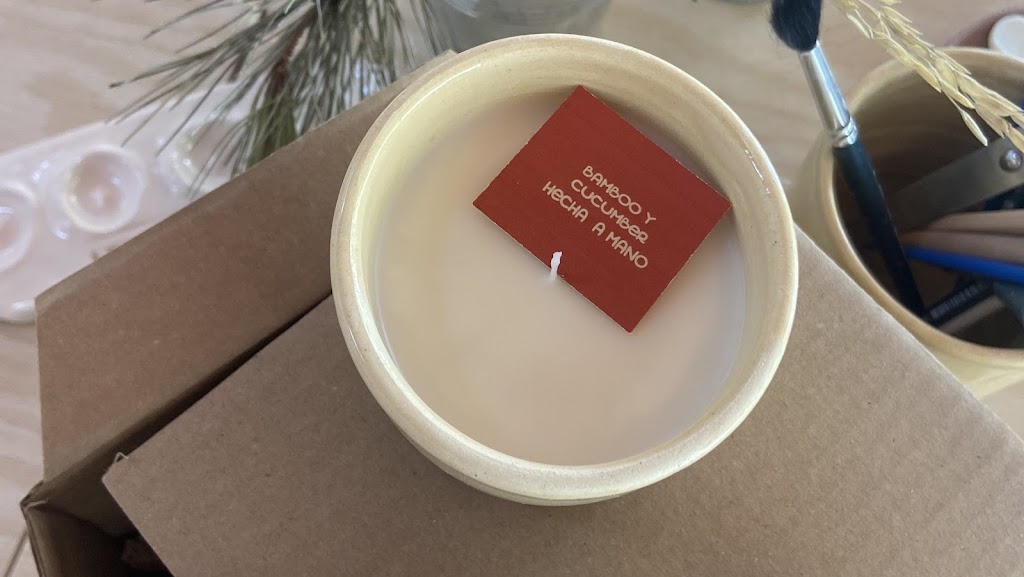 BAMBOO Y
CUCUMBER
HECHA A MANO